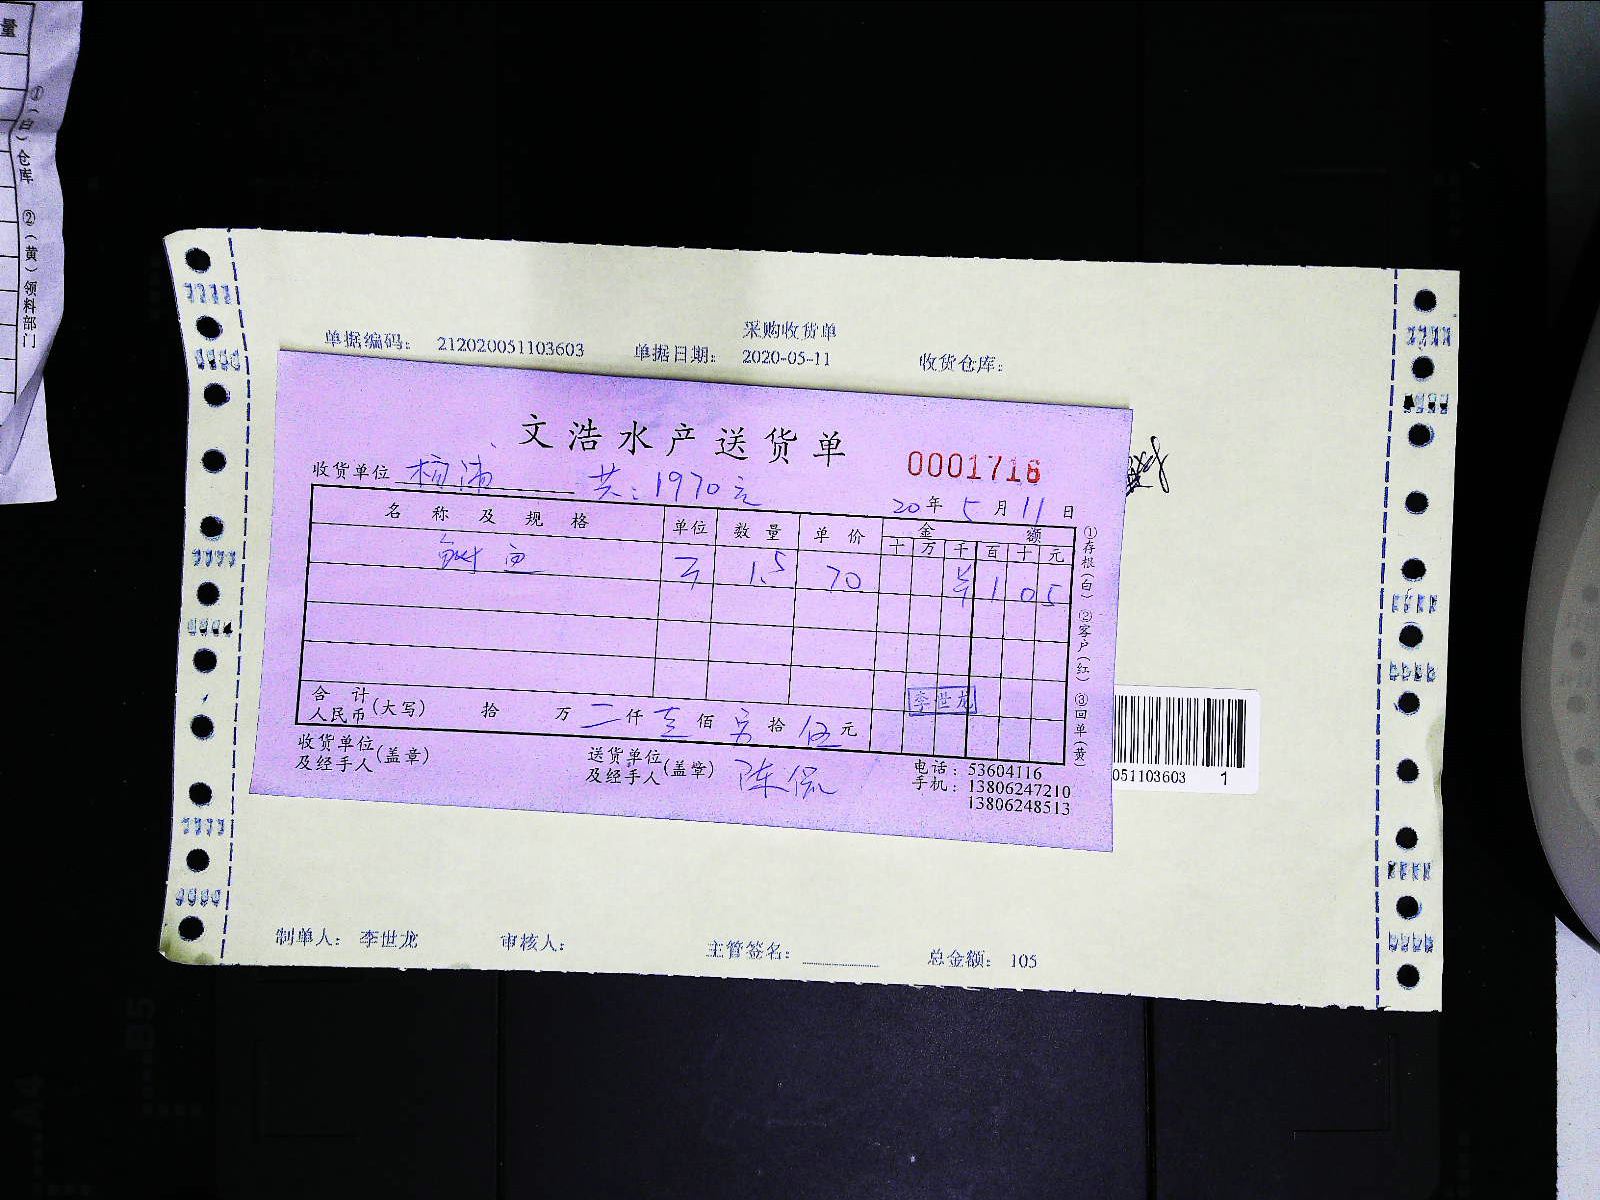 量
①（白）仓库 ②（黄）领料部门
采购收货单
单据编码： 212020051103603 单据日期： 2020-05-11 收货仓库：
文浩水产送货单
0001716
收货单位 杨浦 共：1970元
20年 5月 11日
名称及规格 单位 数量 单价 金额
十 万 千 百 十 元
鱼 1.5 70 1 0 5
李世龙
合计人民币(大写) 拾 万 仟 壹 佰 另 拾 伍 元
收货单位及经手人(盖章) 送货单位及经手人(盖章) 陈
电话：53604116
手机：13806247210
13806248513
①存根(白) ②客户(红) ③回单(黄)
051103603 1
制单人： 李世龙 审核人： 主管签名： 总金额： 105